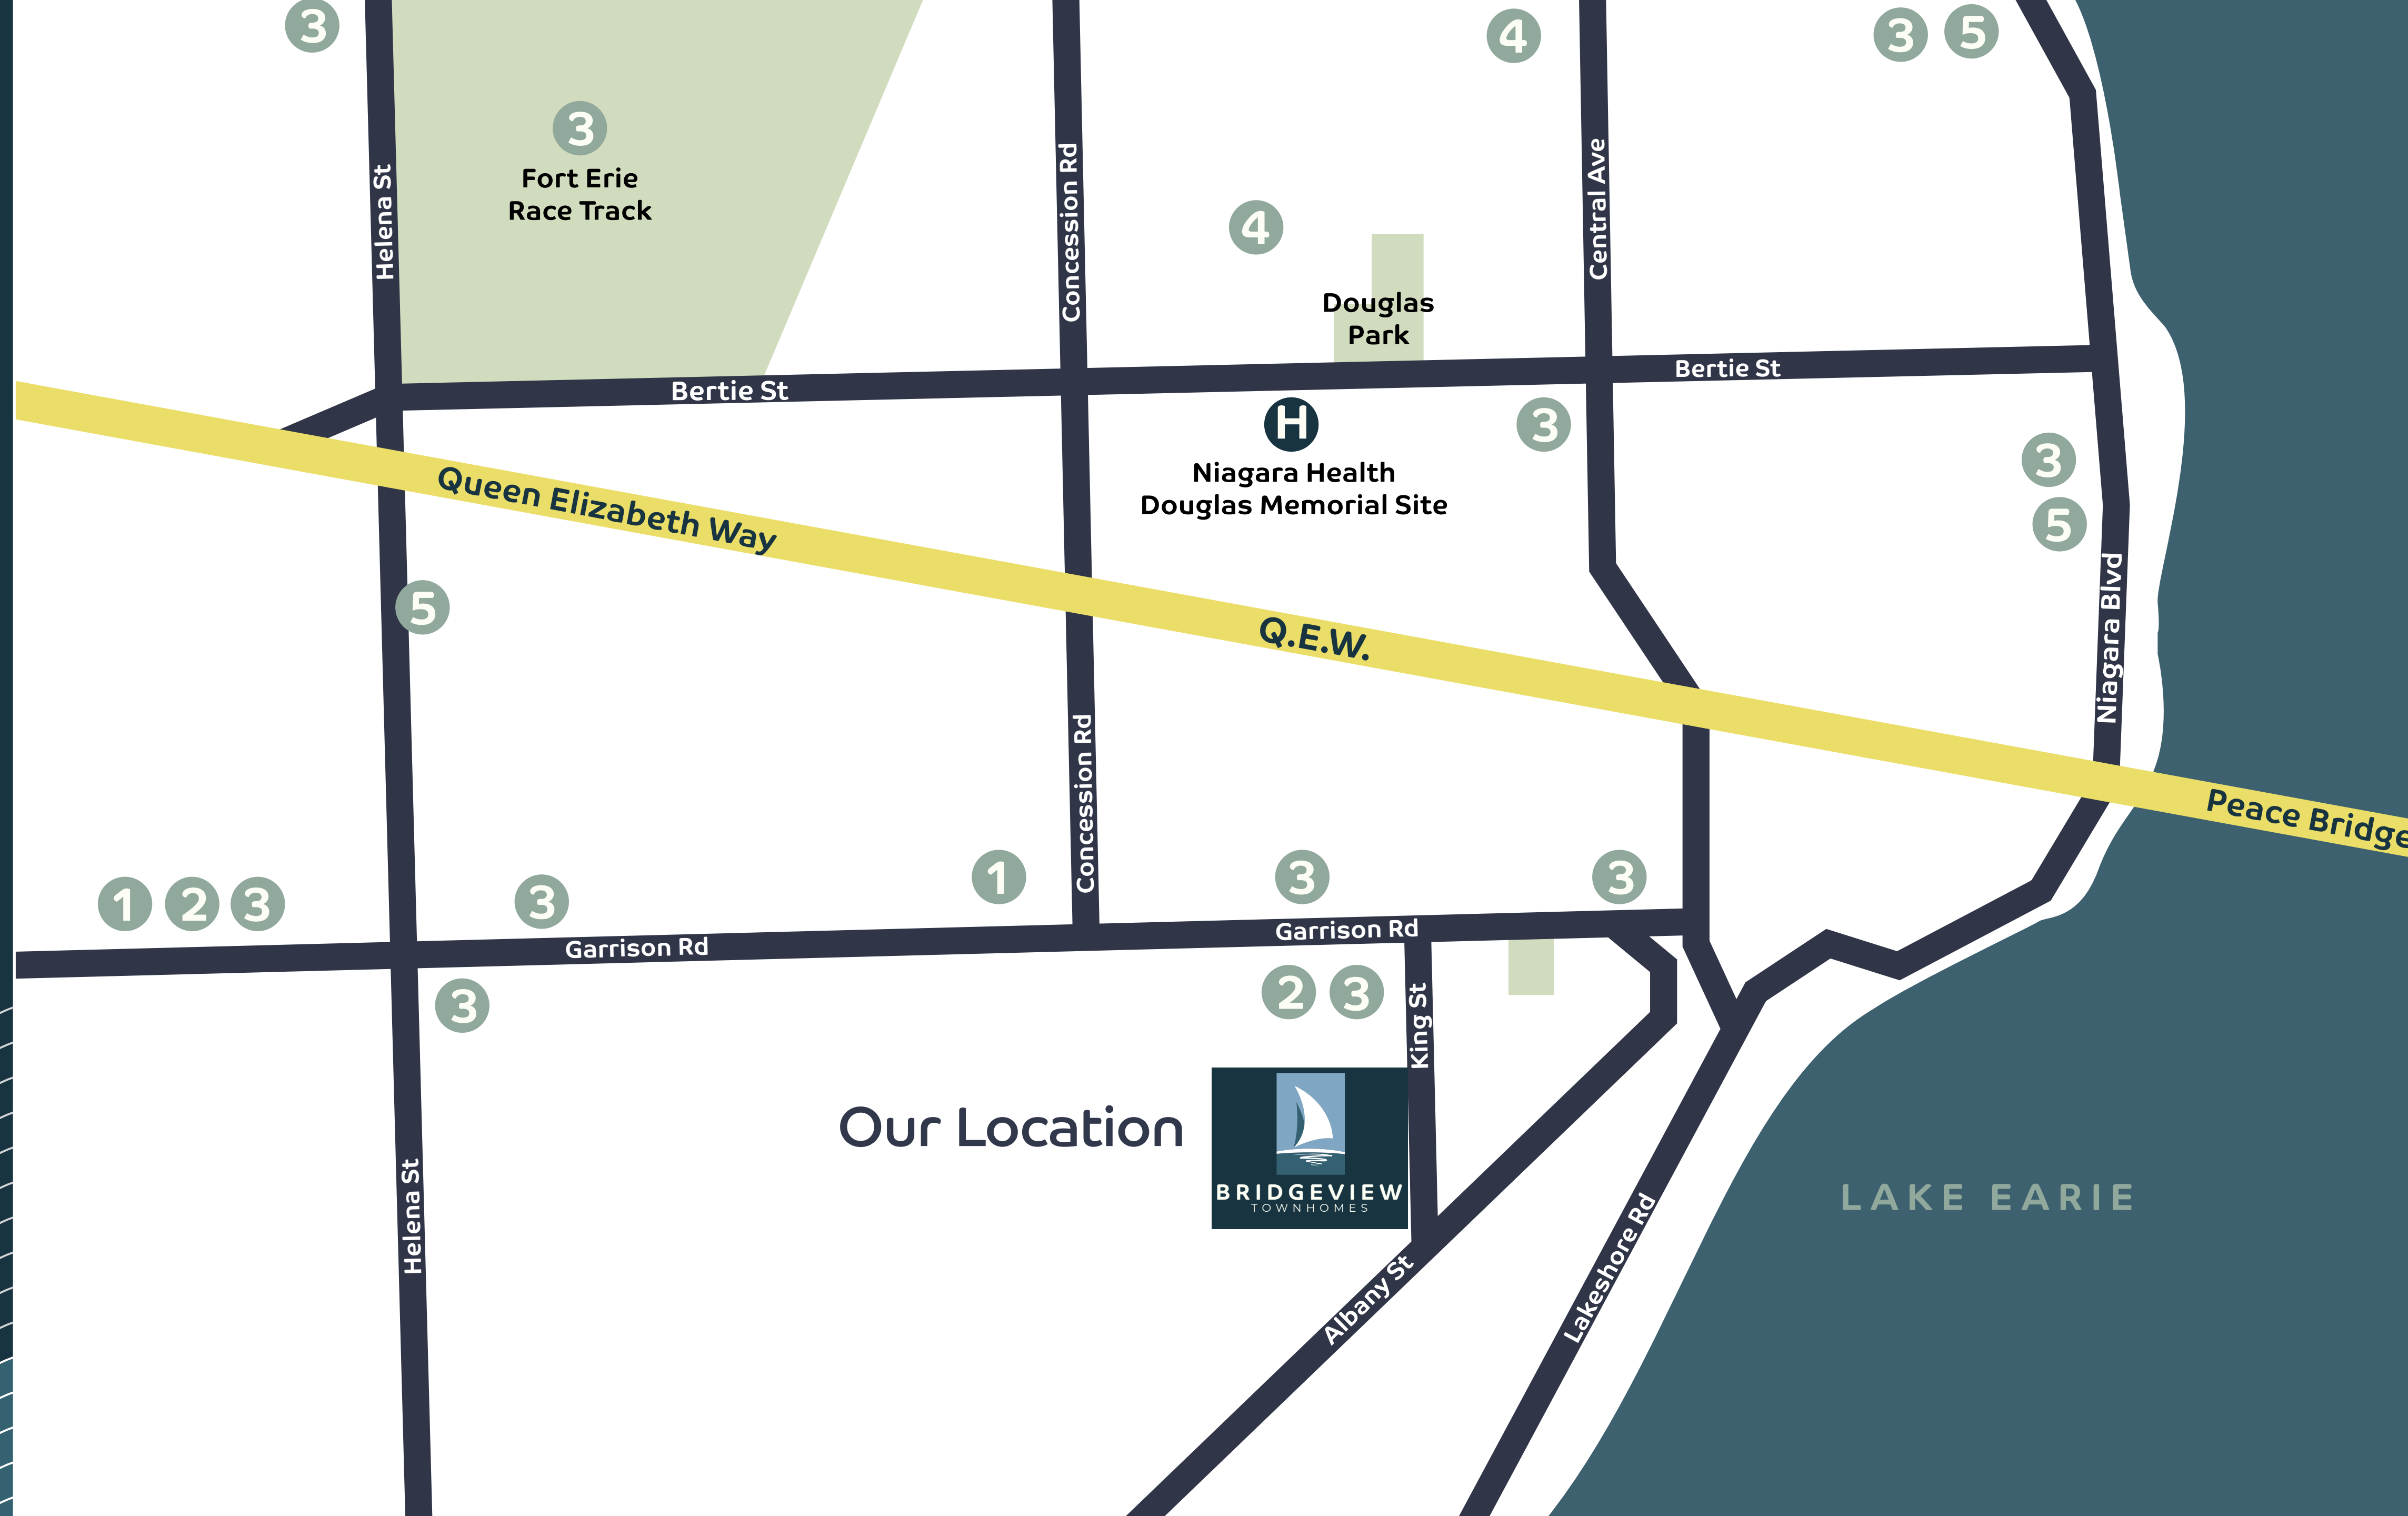 3
4
3 5
3
Fort Erie
Race Track
Helena St
Concession Rd
Central Ave
4
Douglas
Park
Bertie St
Bertie St
H
Niagara Health
Douglas Memorial Site
3
3
5
Queen Elizabeth Way
5
Q.E.W.
Niagara Blvd
Peace Bridge
Concession Rd
1 2 3
3
1
3
3
Garrison Rd
Garrison Rd
3
2 3
King St
Our Location
BRIDGEVIEW
TOWNHOMES
Helena St
Albany St
Lakeshore Rd
LAKE EARIE